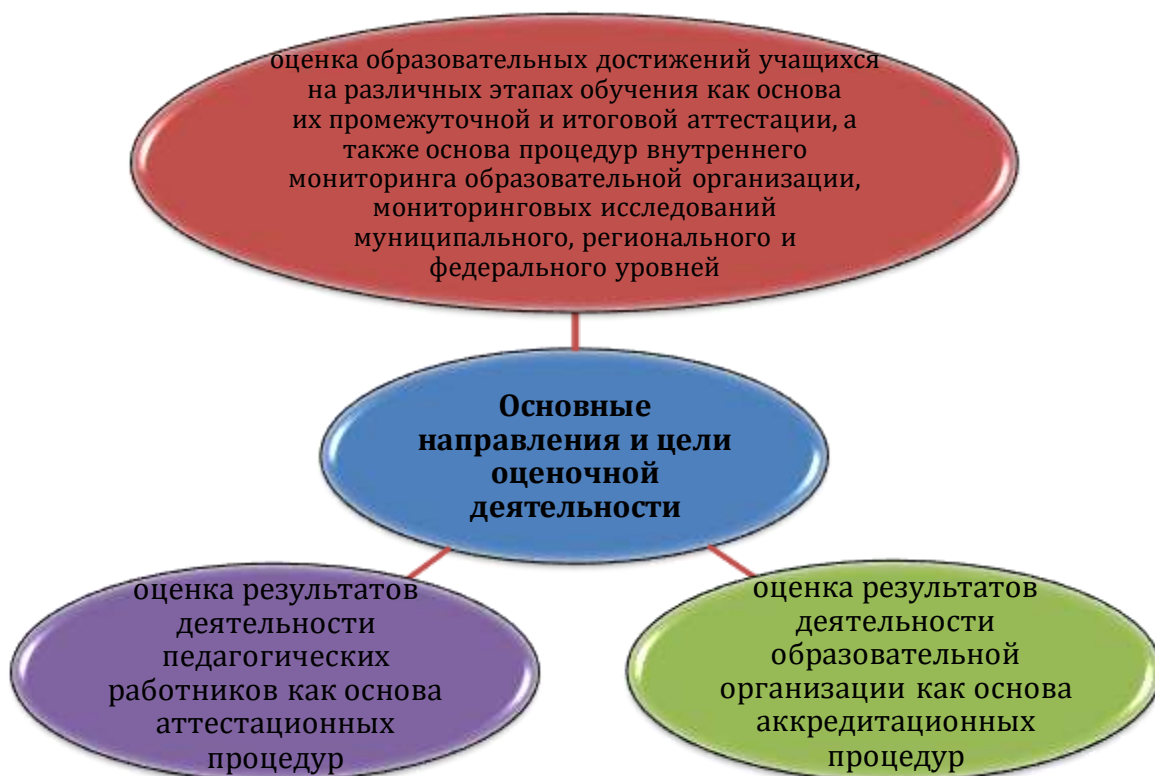 оценка образовательных достижений учащихся
на различных этапах обучения как основа
их промежуточной и итоговой аттестации, а
также основа процедур внутреннего
мониторинга образовательной организации,
мониторинговых исследований
муниципального, регионального и
федерального уровней
Основные
направления и цели
оценочной
деятельности
оценка результатов
деятельности
педагогических
работников как основа
аттестационных
процедур
оценка результатов
деятельности
образовательной
организации как основа
аккредитационных
процедур